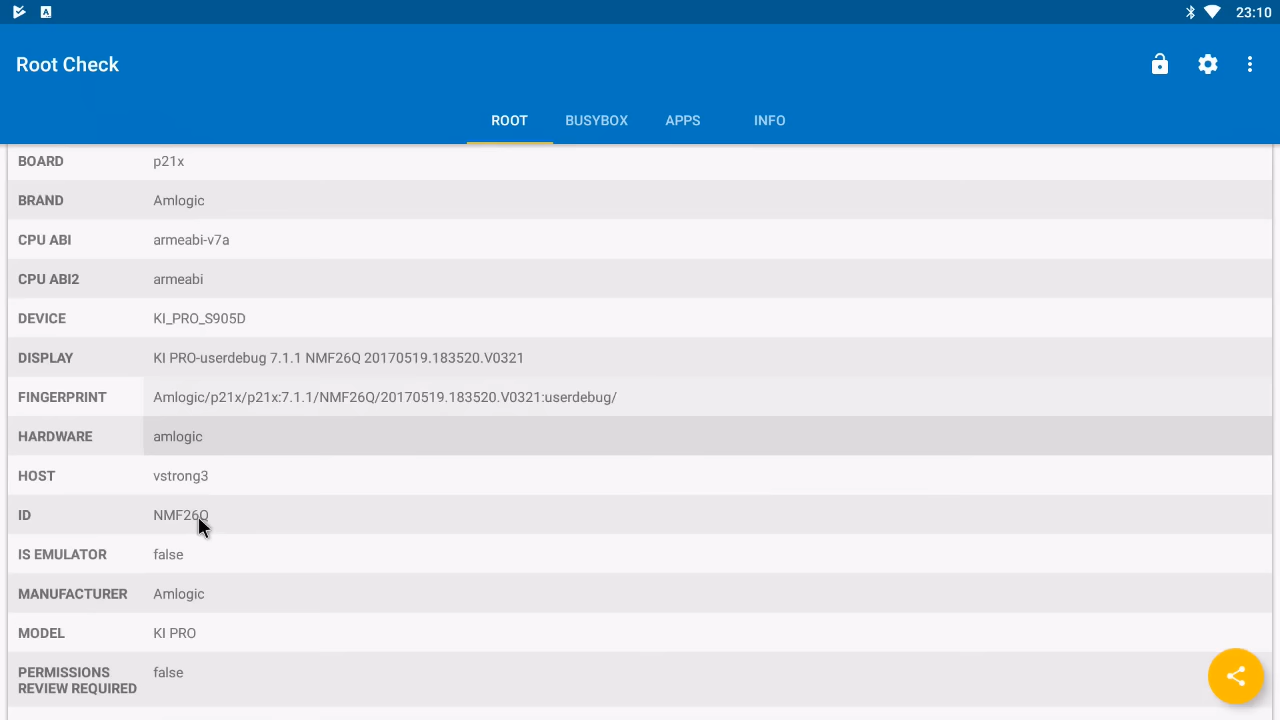 23:10
Root Check
ROOT BUSYBOX APPS INFO
BOARD p21x
BRAND Amlogic
CPU ABI armeabi-v7a
CPU ABI2 armeabi
DEVICE KI_PRO_S905D
DISPLAY KI PRO-userdebug 7.1.1 NMF26Q 20170519.183520.V0321
FINGERPRINT Amlogic/p21x/p21x:7.1.1/NMF26Q/20170519.183520.V0321:userdebug/
HARDWARE amlogic
HOST vstrong3
ID NMF26Q
IS EMULATOR false
MANUFACTURER Amlogic
MODEL KI PRO
PERMISSIONS false
REVIEW REQUIRED